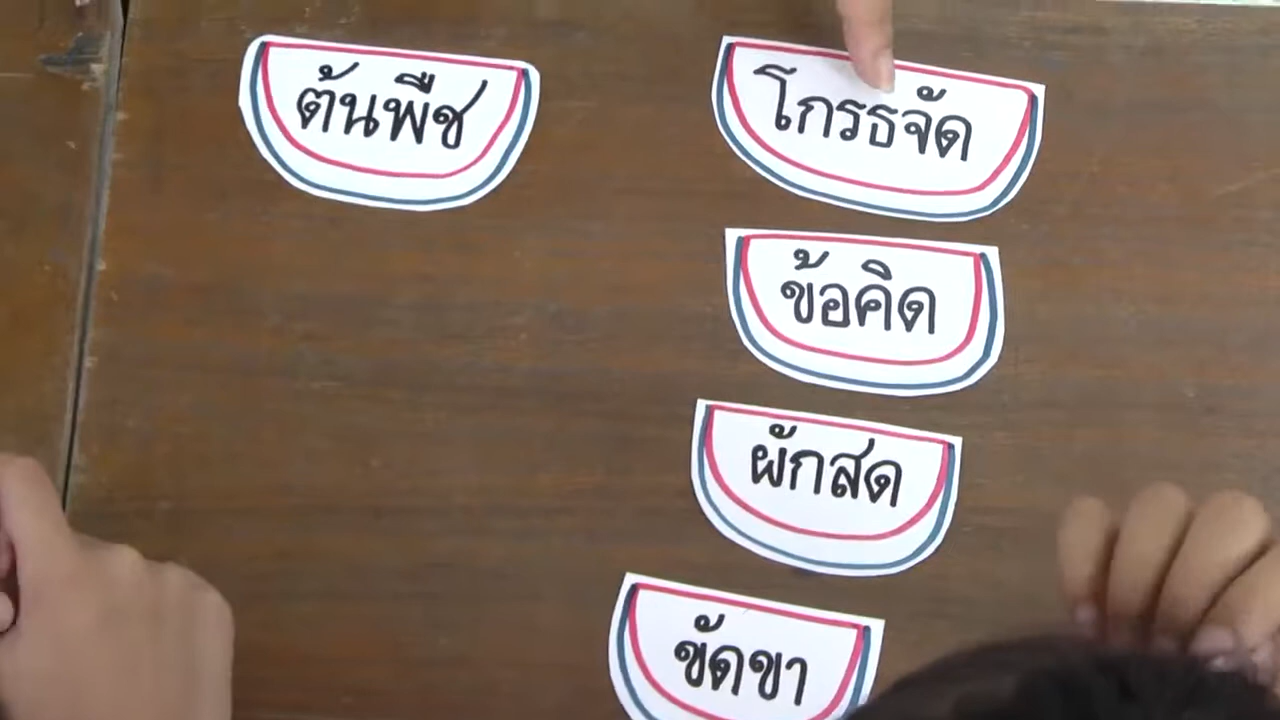 ต้นพืช
โกรธจัด
ข้อคิด
ผักสด
ขัดขา